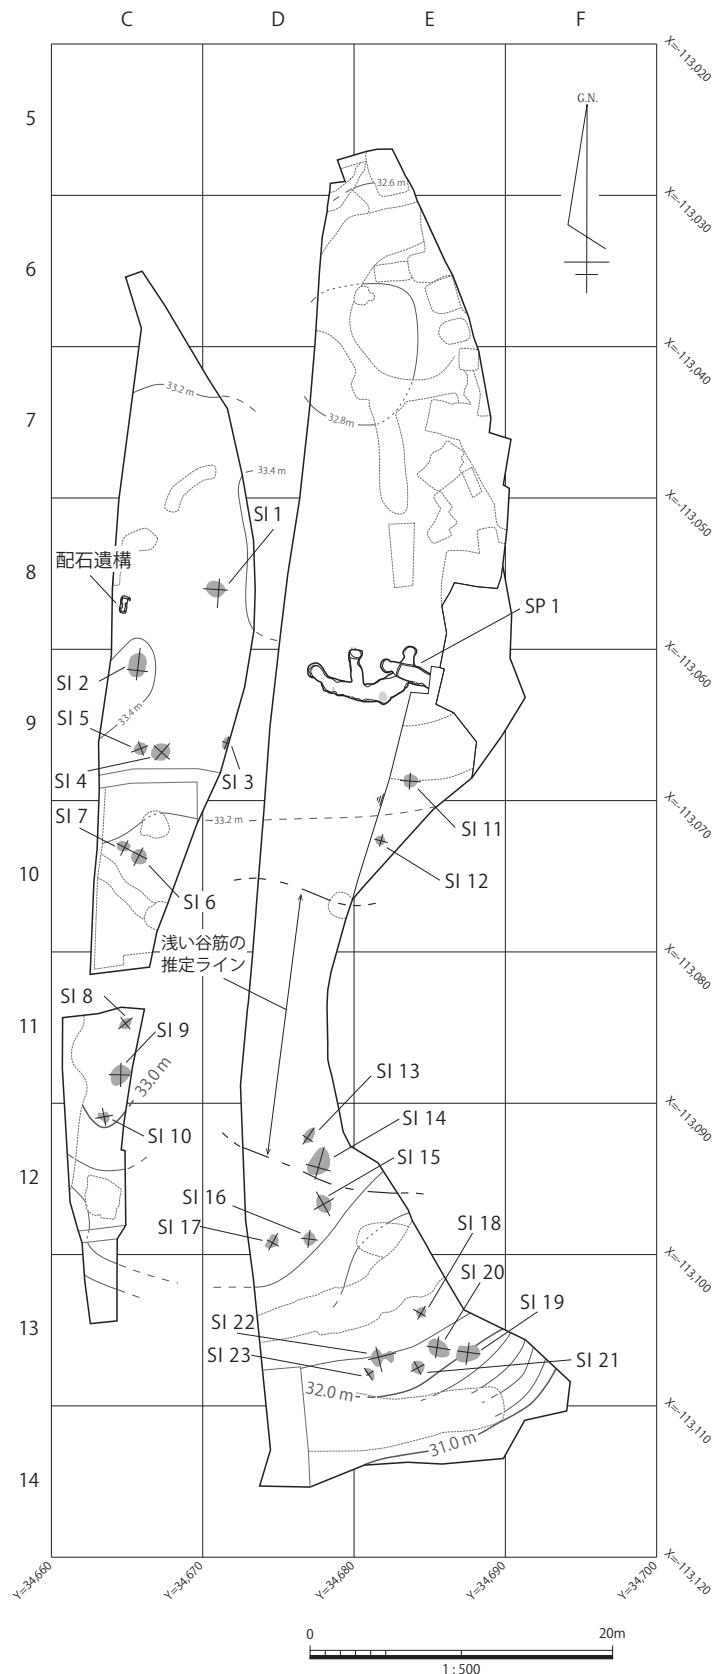 C D E F
X=-113,020
5
G.N.
32.6 m
X=-113,030
6
X=-113,040
33.2 m
7
32.8m
33.4 m
X=-113,050
SI 1
配石遺構
8
SP 1
X=-113,060
SI 2
33.4 m
SI 5
9
SI 4
SI 3
SI 7
33.2 m
SI 11
X=-113,070
10
SI 12
SI 6
浅い谷筋の
推定ライン
X=-113,080
SI 8
11
SI 9
33.0 m
SI 13
X=-113,090
SI 10
SI 14
SI 15
12
SI 16
SI 17
SI 18
X=-113,100
SI 20
13
SI 22
SI 19
SI 23
SI 21
32.0 m
X=-113,110
31.0 m
14
X=-113,120
Y=34,660 Y=34,670 Y=34,680 Y=34,690 Y=34,700
0 20m
1 : 500